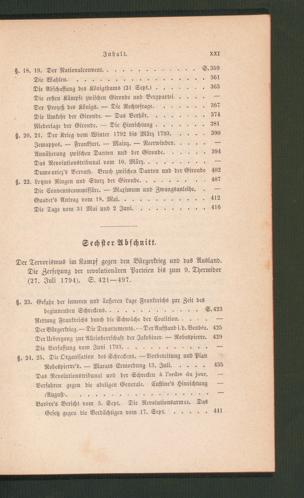 Inhalt. XXI
§. 18. 19. Der Nationalconvent. S. 359
Die Wahlen. 361
Die Abschaffung des Königthums (21 Sept.) 363
Die ersten Kämpfe zwischen Gironde und Bergpartei. —
Der Prozeß des Königs. — Die Rechtsfrage. 367
Die Umkehr der Gironde. — Das Verhör. 374
Niederlage der Gironde. — Die Hinrichtung 381
§. 20. 21. Der Krieg vom Winter 1792 bis März 1793. 390
Jemappes. — Frankfurt. — Mainz. — Neerwinden. —
Annäherung zwischen Danton und der Gironde. 394
Das Revolutionstribunal vom 10. März. —
Dumouriez's Verrath. Bruch zwischen Danton und der Gironde 402
§. 22. Letztes Ringen und Sturz der Gironde. 407
Die Conventscommissäre. — Maximum und Zwangsanleihe. —
Guadet's Antrag vom 18. Mai. 412
Die Tage vom 31 Mai und 2 Juni. 416
Sechster Abschnitt.
Der Terrorismus im Kampf gegen den Bürgerkrieg und das Ausland.
Die Zersetzung der revolutionären Parteien bis zum 9. Thermidor
(27. Juli 1794). S. 421—497.
§. 23. Gefahr der inneren und äusseren Lage Frankreichs zur Zeit des
beginnenden Schreckens. S. 423
Rettung Frankreichs durch die Schwäche der Coalition. —
Der Bürgerkrieg. — Die Departements. — Der Aufstand i. d. Vendée. 425
Der Uebergang zur Alleinherrschaft der Jakobiner. — Robespierre. 429
Die Verfassung vom Juni 1793. —
§. 24. 25. Die Organisation des Schreckens. — Vorbereitung und Plan
Robespierre's. — Marats Ermordung 13. Juli. 435
Das Revolutionstribunal und der Schrecken à l'ordre du jour. —
Verfahren gegen die adeligen Generale. Custine's Hinrichtung —
(August). —
Barère's Bericht vom 5. Sept. Die Revolutionsarmee. Das
Gesetz gegen die Verdächtigen vom 17. Sept. 441